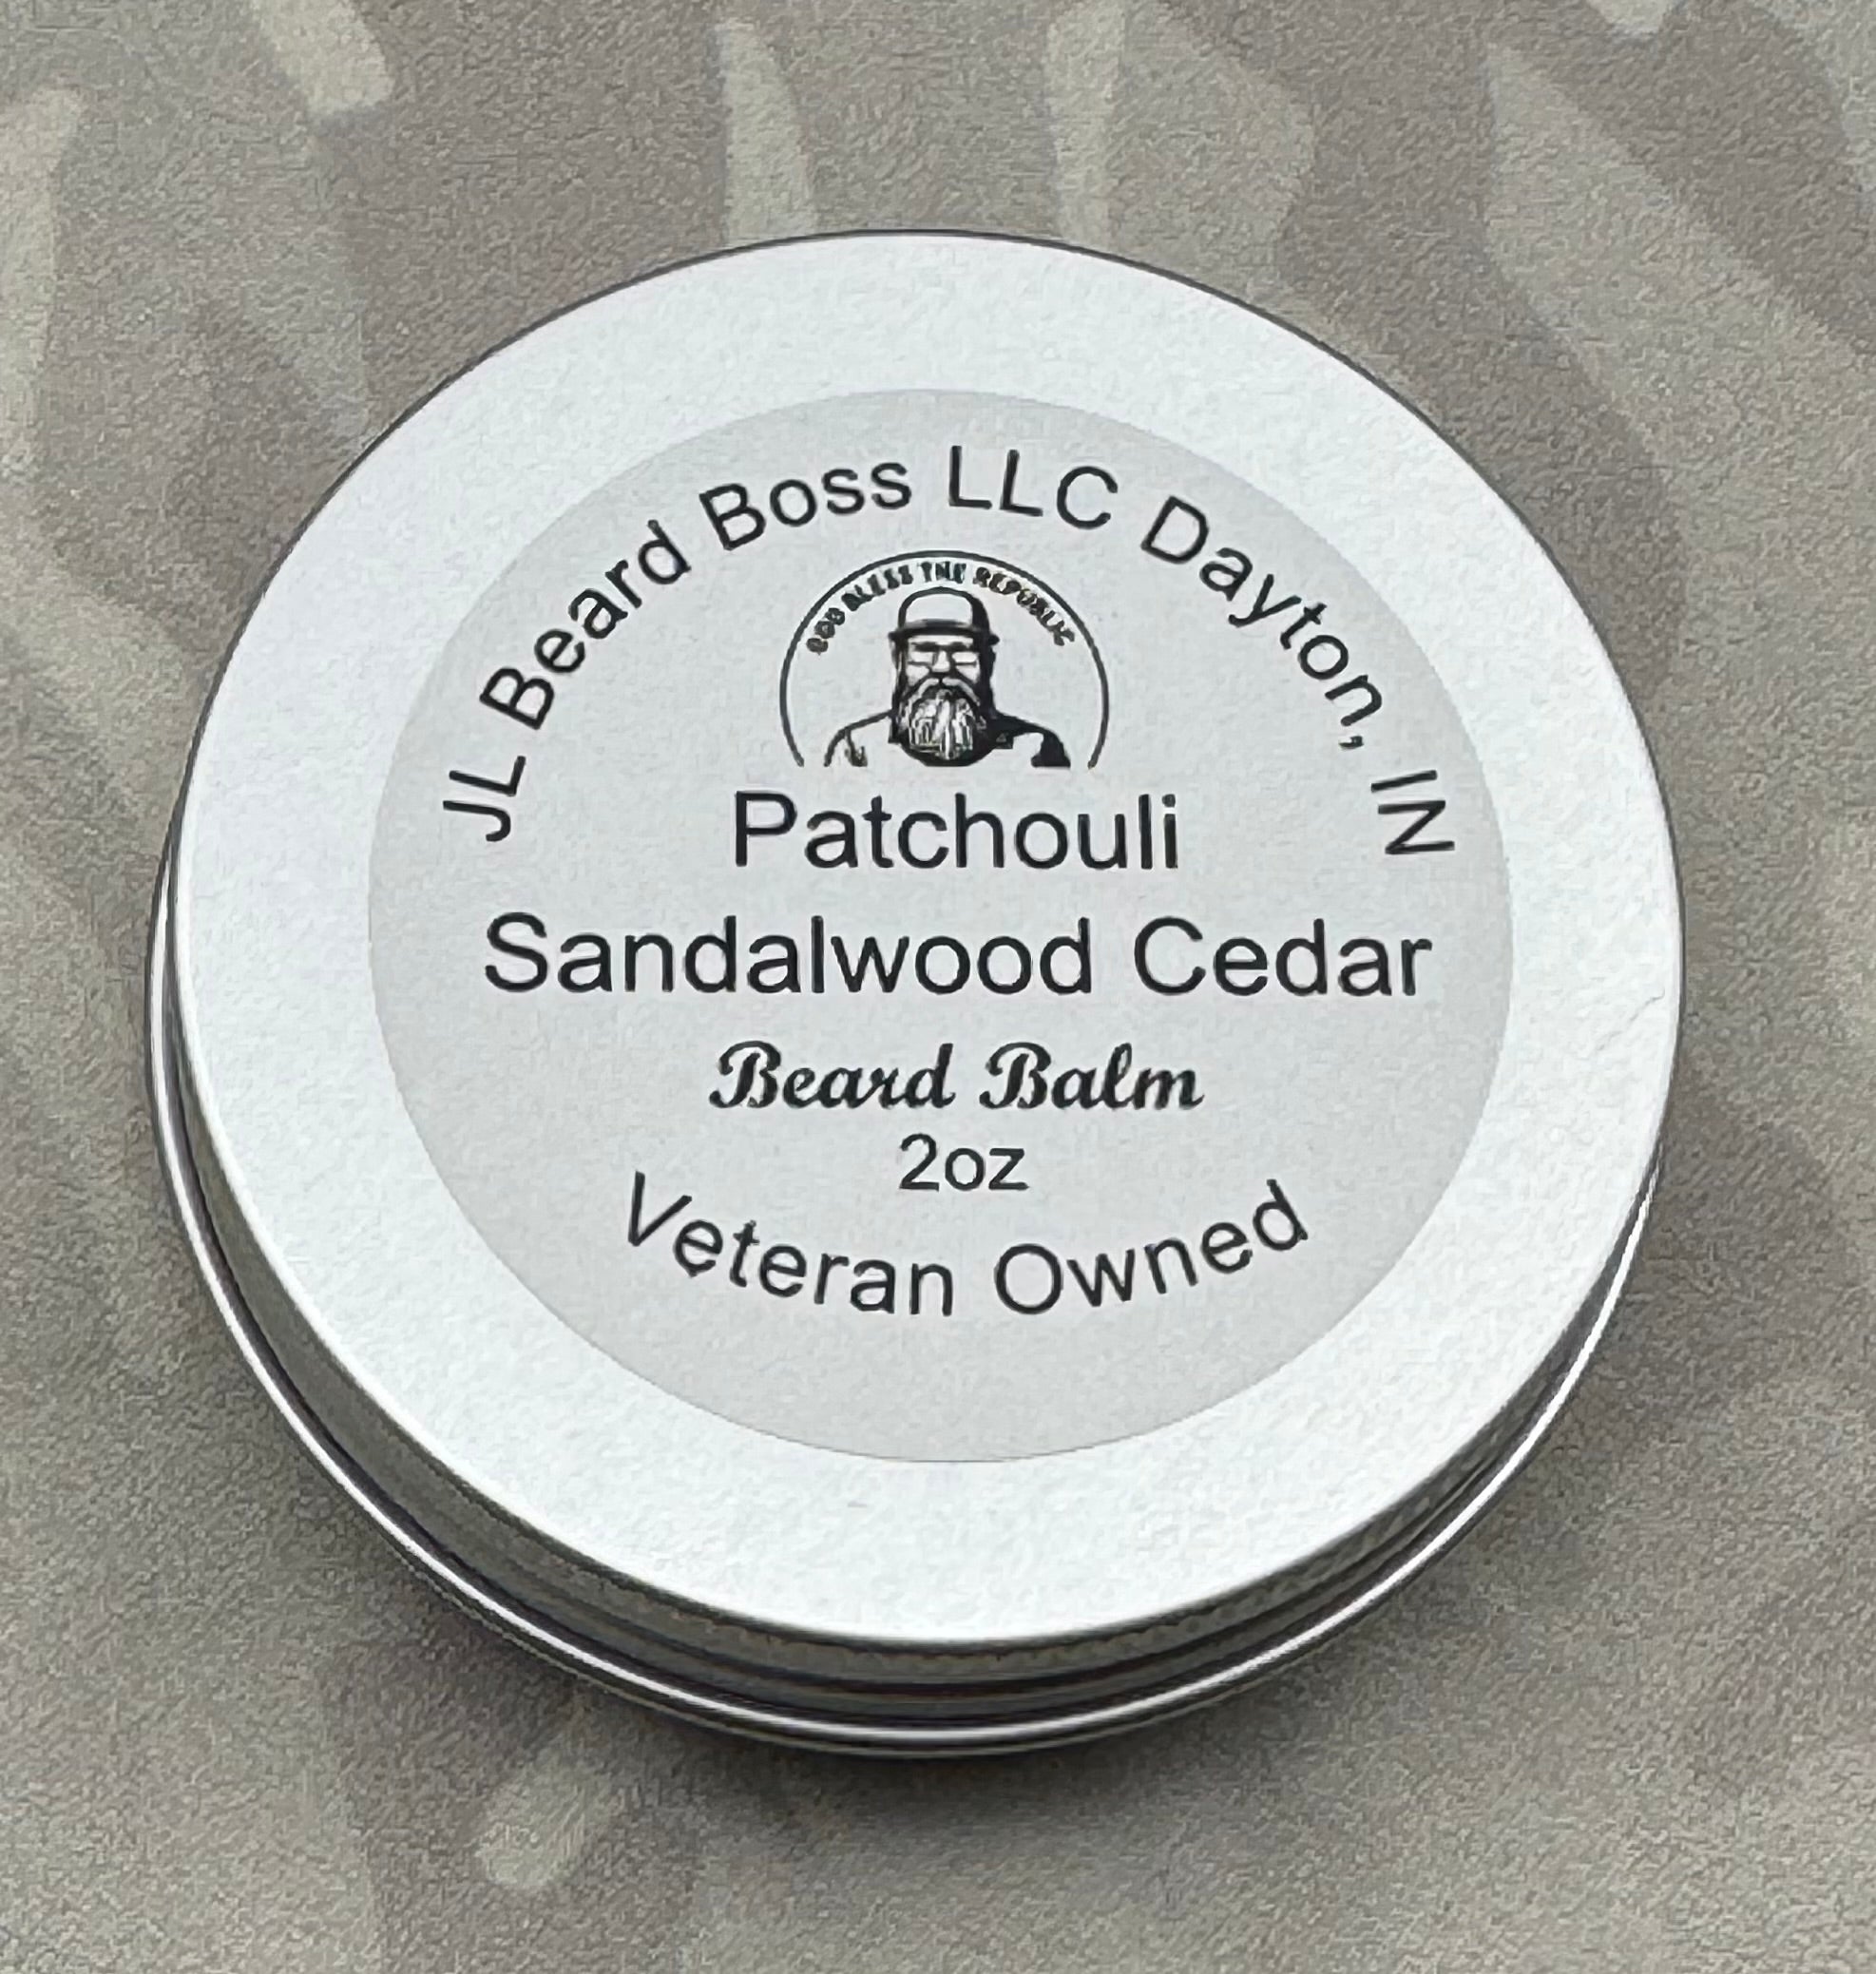 JL Beard Boss LLC Dayton, IN
GOD BLESS THE REPUBLIC
Patchouli
Sandalwood Cedar
Beard Balm
2oz
Veteran Owned